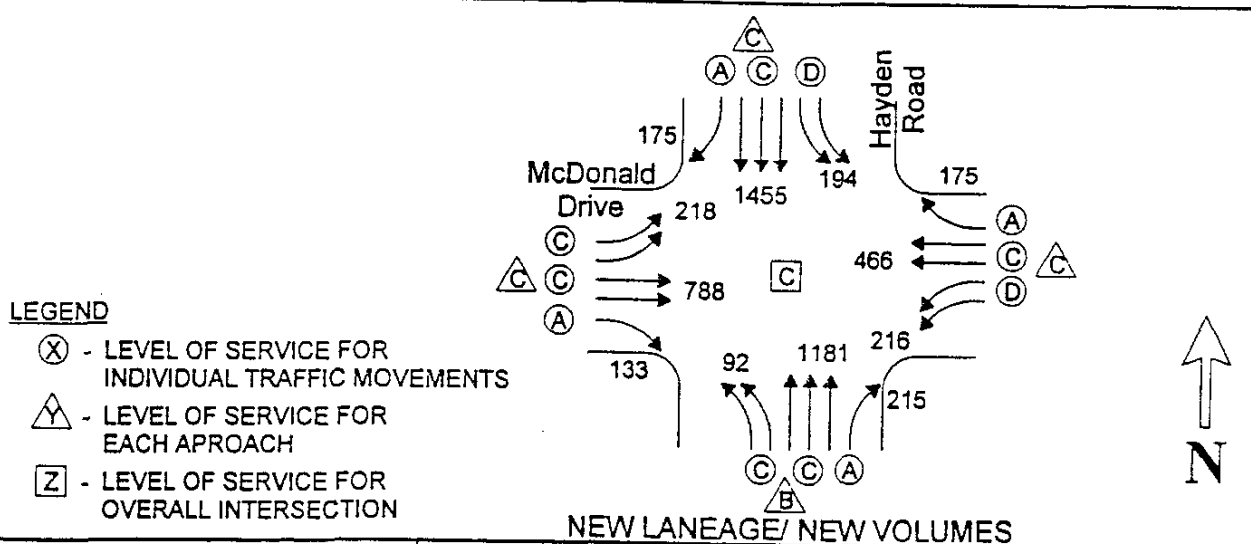 C
A C D
Hayden
Road
175
McDonald
Drive
1455
194
175
218
A
C
466
C
C
C
C
C
788
D
A
LEGEND
X - LEVEL OF SERVICE FOR
INDIVIDUAL TRAFFIC MOVEMENTS
133
92
1181
216
215
Y - LEVEL OF SERVICE FOR
EACH APROACH
C C A
B
N
Z - LEVEL OF SERVICE FOR
OVERALL INTERSECTION
NEW LANEAGE/ NEW VOLUMES